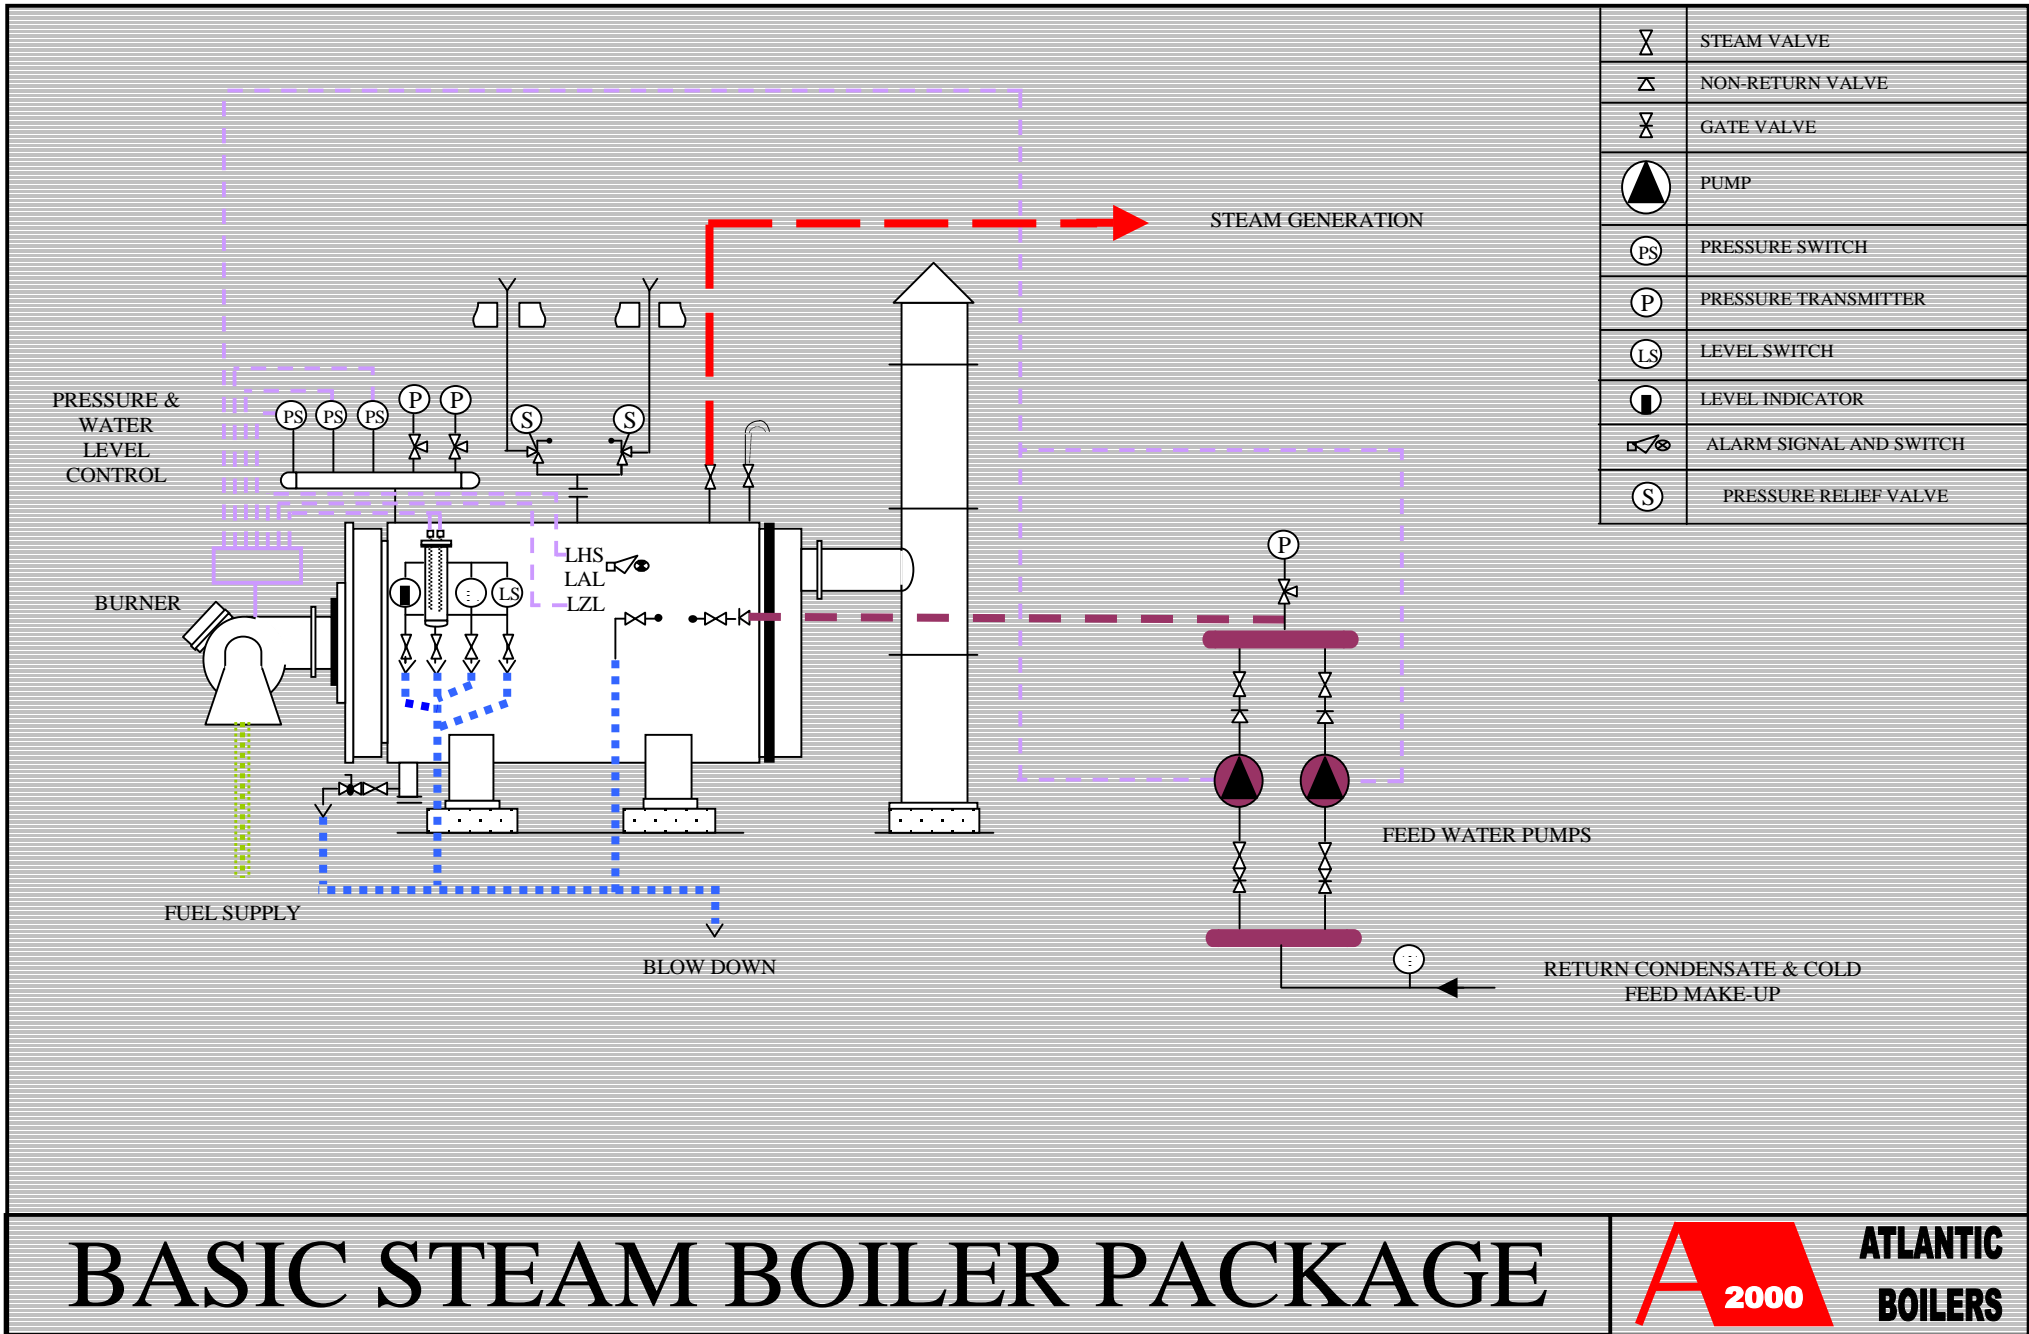 STEAM VALVE
NON-RETURN VALVE
GATE VALVE
PUMP
PS PRESSURE SWITCH
P PRESSURE TRANSMITTER
LS LEVEL SWITCH
LEVEL INDICATOR
ALARM SIGNAL AND SWITCH
S PRESSURE RELIEF VALVE
STEAM GENERATION
PRESSURE &
WATER
LEVEL
CONTROL
PS PS PS P P
S S
LHS
LAL
LZL
LS
BURNER
P
FEED WATER PUMPS
FUEL SUPPLY
BLOW DOWN
RETURN CONDENSATE & COLD
FEED MAKE-UP
BASIC STEAM BOILER PACKAGE
A 2000
ATLANTIC
BOILERS